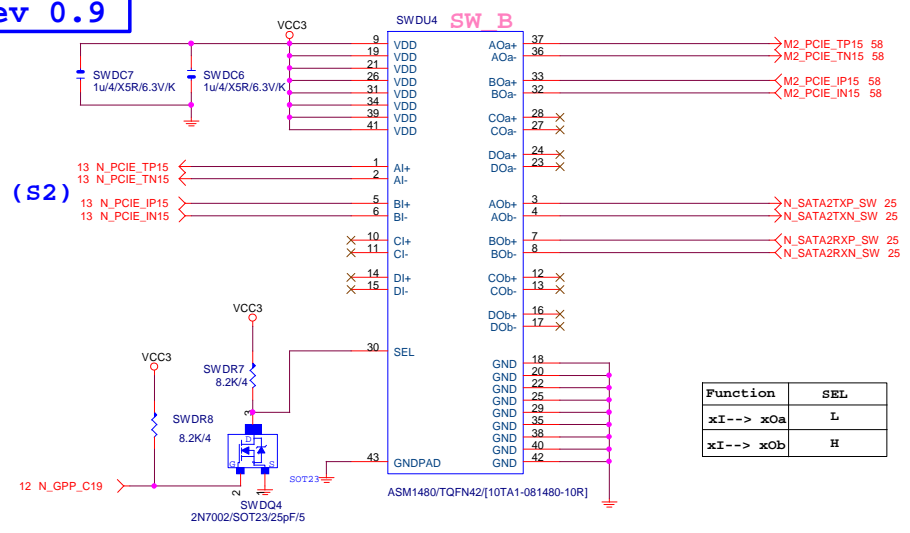 ev 0.9
SWDU4
SW_B
VCC3
9 VDD AOa+ 37 M2_PCIE_TP15 58
19 VDD AOa- 36 M2_PCIE_TN15 58
21 VDD
26 VDD BOa+ 33 M2_PCIE_IP15 58
31 VDD BOa- 32 M2_PCIE_IN15 58
34 VDD
39 VDD COa+ 28
41 VDD COa- 27
SWDC7
1u/4/X5R/6.3V/K
SWDC6
1u/4/X5R/6.3V/K
DOa+ 24
DOa- 23
13 N_PCIE_TP15 1 AI+
13 N_PCIE_TN15 2 AI-
(S2)
13 N_PCIE_IP15 5 BI+ AOb+ 3 N_SATA2TXP_SW 25
13 N_PCIE_IN15 6 BI- AOb- 4 N_SATA2TXN_SW 25
10 CI+ BOb+ 7 N_SATA2RXP_SW 25
11 CI- BOb- 8 N_SATA2RXN_SW 25
14 DI+ COb+ 12
15 DI- COb- 13
DOb+ 16
DOb- 17
VCC3
30 SEL
VCC3
SWDR7
8.2K/4
SWDR8
8.2K/4
GND 18
GND 20
GND 22
GND 25
GND 29
GND 35
GND 38
GND 40
43 GNDPAD GND 42
3
D
G S
2 1
SOT23
12 N_GPP_C19
SWDQ4
2N7002/SOT23/25pF/5
ASM1480/TQFN42/[10TA1-081480-10R]
Function SEL
xI--> xOa L
xI--> xOb H